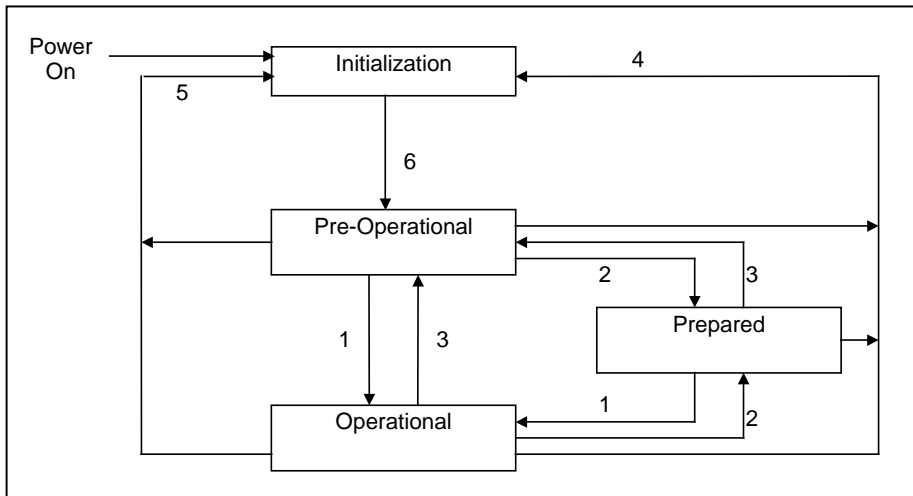 Power
On
Initialization
4
5
6
Pre-Operational
2
3
Prepared
1
3
1
Operational
2